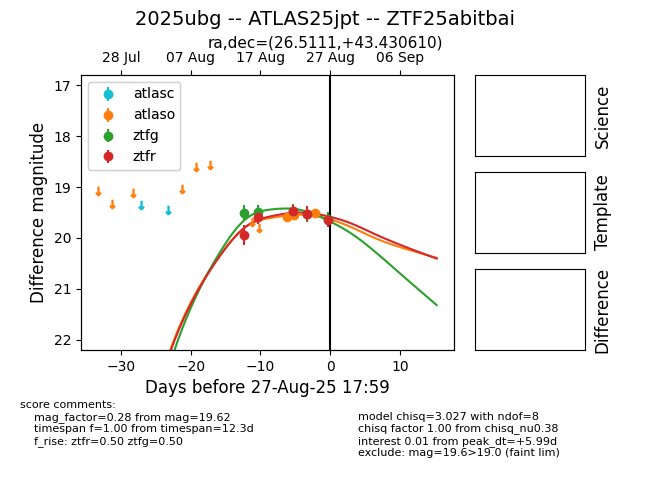 2025ubg -- ATLAS25jpt -- ZTF25abitbai
ra,dec=(26.5111,+43.430610)
28 Jul 07 Aug 17 Aug 27 Aug 06 Sep
17
18
19
20
21
22
Difference magnitude
atlasc
atlaso
ztfg
ztfr
−30 −20 −10 0 10
Days before 27-Aug-25 17:59
Science
Template
Difference
score comments:
mag_factor=0.28 from mag=19.62
timespan f=1.00 from timespan=12.3d
f_rise: ztfr=0.50 ztfg=0.50
model chisq=3.027 with ndof=8
chisq factor 1.00 from chisq_nu0.38
interest 0.01 from peak_dt=+5.99d
exclude: mag=19.6>19.0 (faint lim)